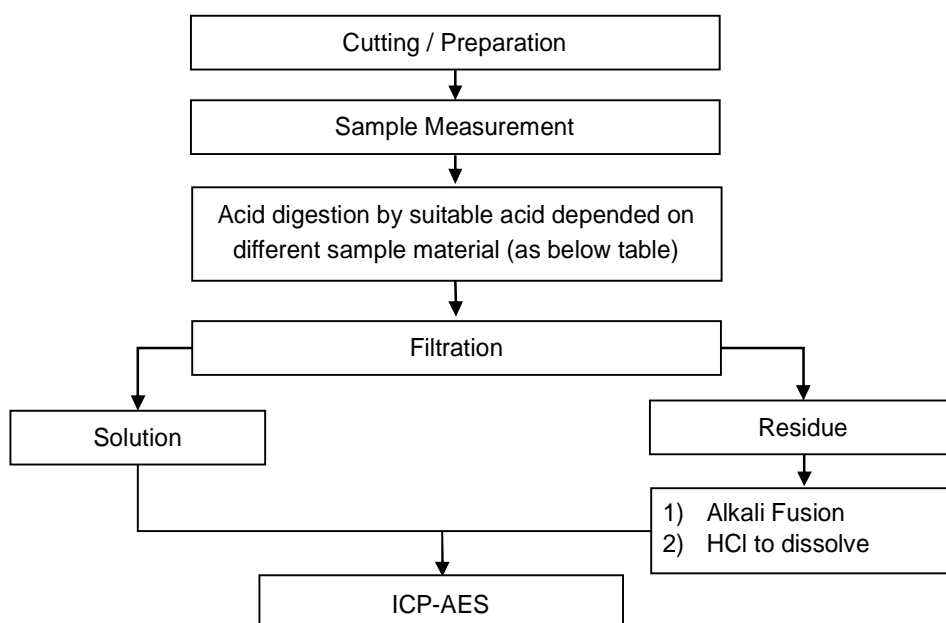 Cutting / Preparation
Sample Measurement
Acid digestion by suitable acid depended on
different sample material (as below table)
Filtration
Solution
Residue
1) Alkali Fusion
2) HCl to dissolve
ICP-AES